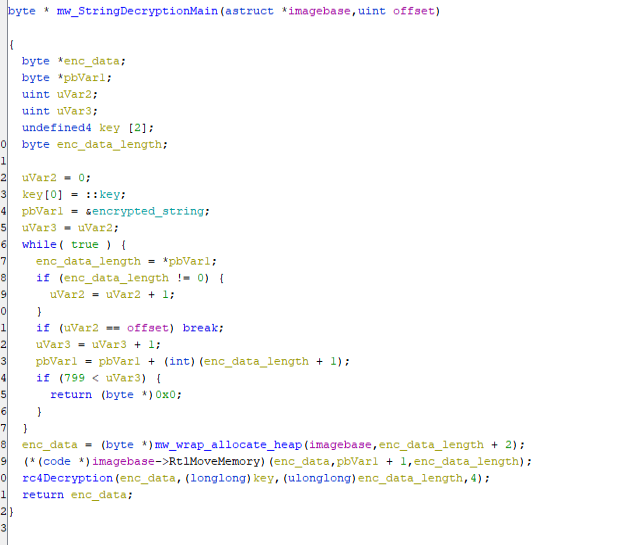 byte * mw_StringDecryptionMain(astruct *imagebase,uint offset)
{
byte *enc_data;
byte *pbVar1;
uint uVar2;
uint uVar3;
undefined4 key [2];
0 byte enc_data_length;
1
2 uVar2 = 0;
3 key[0] = ::key;
4 pbVar1 = &encrypted_string;
5 uVar3 = uVar2;
6 while( true ) {
7 enc_data_length = *pbVar1;
8 if (enc_data_length != 0) {
9 uVar2 = uVar2 + 1;
0 }
1 if (uVar2 == offset) break;
2 uVar3 = uVar3 + 1;
3 pbVar1 = pbVar1 + (int)(enc_data_length + 1);
4 if (799 < uVar3) {
5 return (byte *)0x0;
6 }
7 }
8 enc_data = (byte *)mw_wrap_allocate_heap(imagebase,enc_data_length + 2);
9 (*(code *)imagebase->RtlMoveMemory)(enc_data,pbVar1 + 1,enc_data_length);
0 rc4Decryption(enc_data,(longlong)key,(ulonglong)enc_data_length,4);
1 return enc_data;
2 }
3